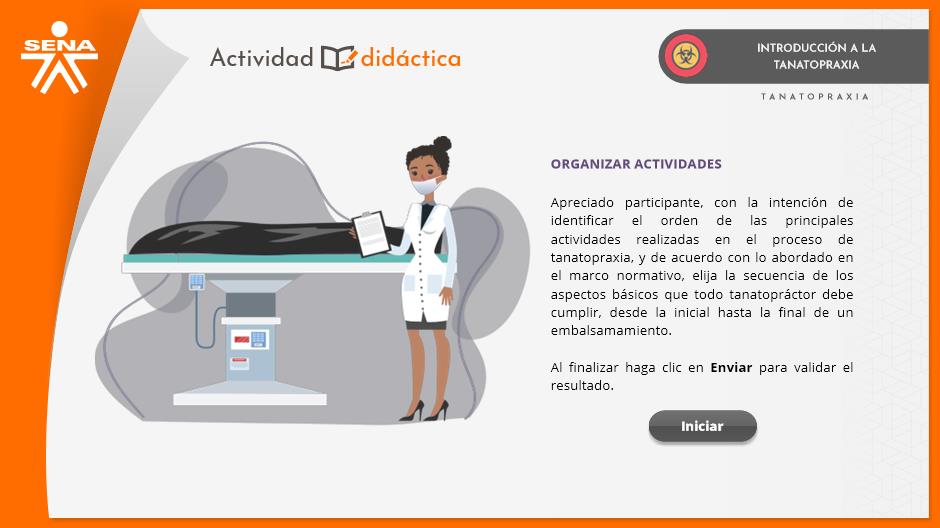 SENA
Actividad didáctica
INTRODUCCIÓN A LA
TANATOPRAXIA
TANATOPRAXIA
ORGANIZAR ACTIVIDADES
Apreciado participante, con la intención de
identificar el orden de las principales
actividades realizadas en el proceso de
tanatopraxia, y de acuerdo con lo abordado en
el marco normativo, elija la secuencia de los
aspectos básicos que todo tanatopráctor debe
cumplir, desde la inicial hasta la final de un
embalsamamiento.
Al finalizar haga clic en Enviar para validar el
resultado.
Iniciar